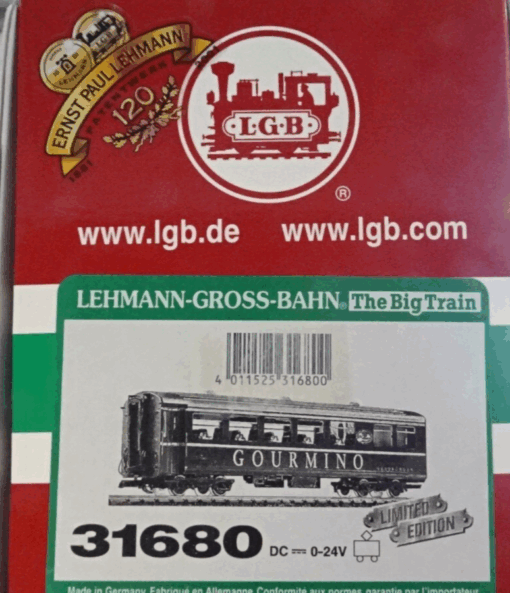 ERNST PAUL LEHMANN
PATENTWERK
120
1881
L·G·B
®
www.lgb.de www.lgb.com
LEHMANN-GROSS-BAHN® The Big Train
4 011525 316800
GOURMINO
LIMITED
EDITION
31680 DC 0-24V
Made in Germany Fabriqué en Allemagne Conformité aux normes garantie par l'importateur